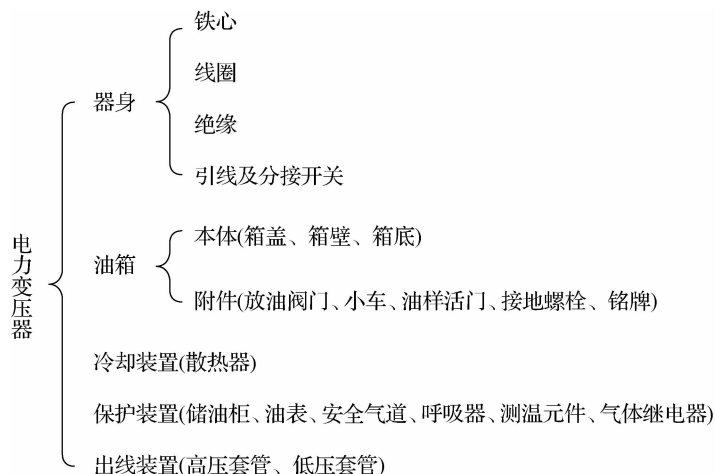 电力变压器
器身
铁心
线圈
绝缘
引线及分接开关
油箱
本体(箱盖、箱壁、箱底)
附件(放油阀门、小车、油样活门、接地螺栓、铭牌)
冷却装置(散热器)
保护装置(储油柜、油表、安全气道、呼吸器、测温元件、气体继电器)
出线装置(高压套管、低压套管)